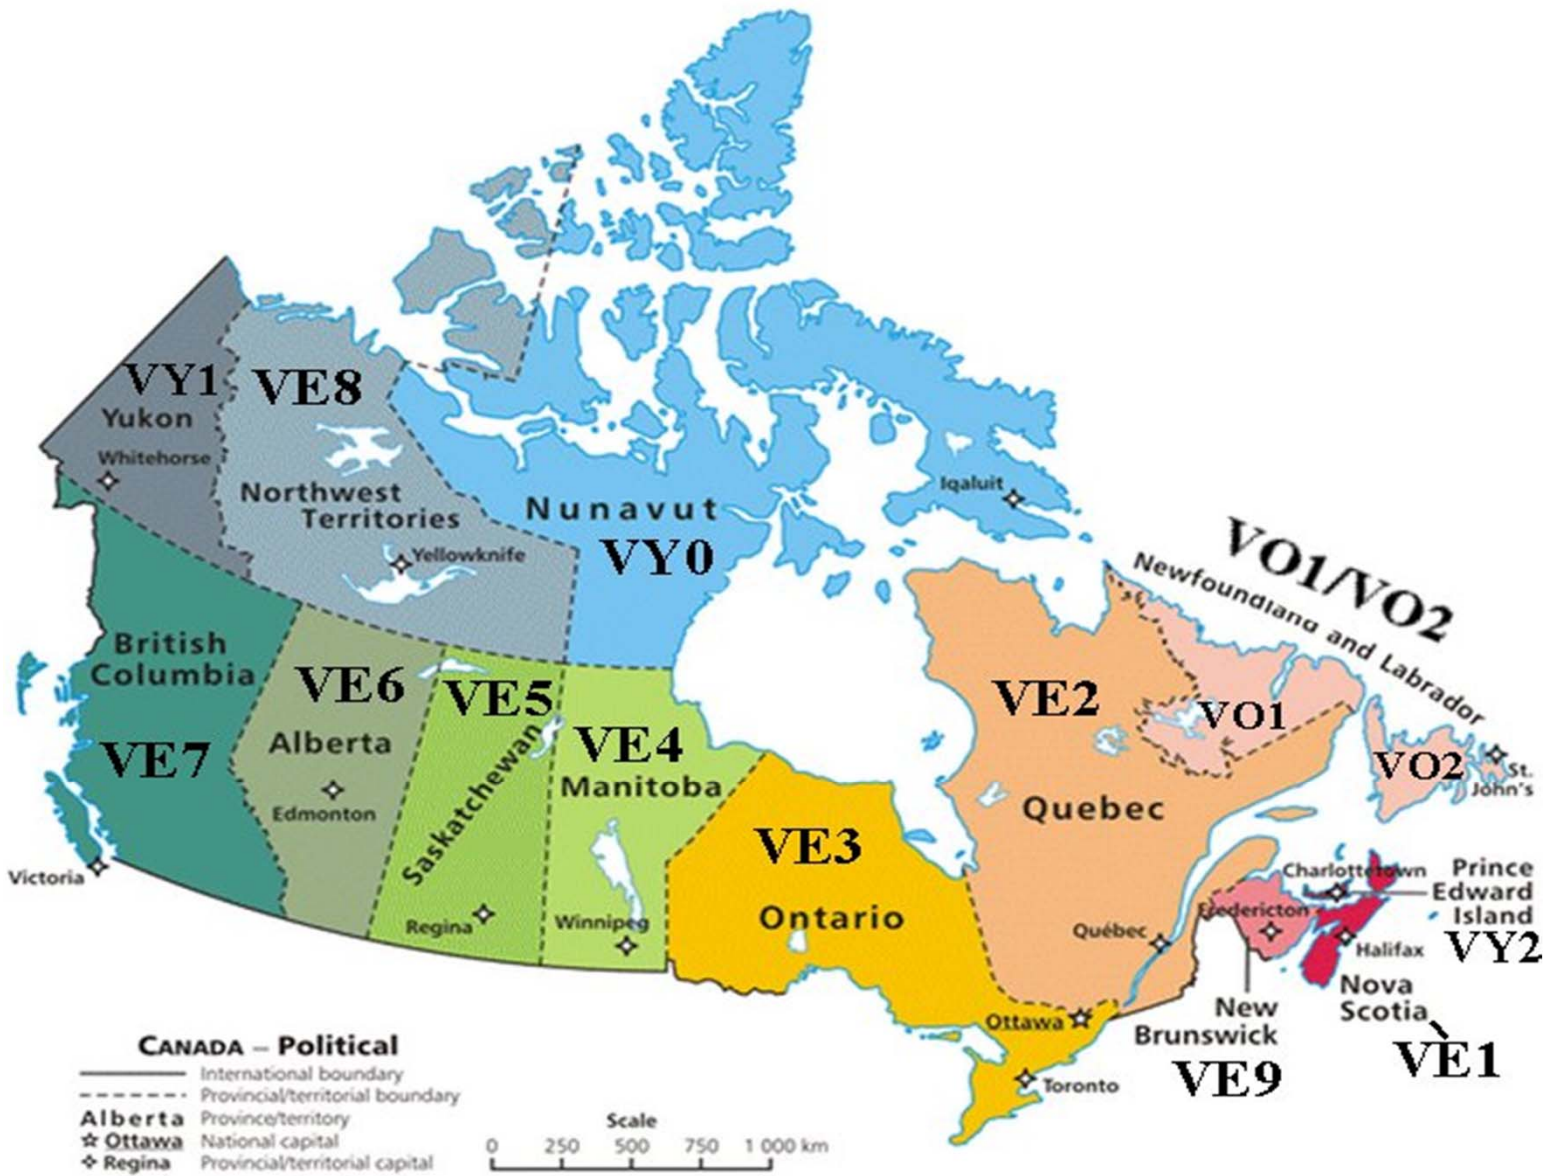 VY1
Yukon
Whitehorse
VE8
Northwest
Territories
Yellowknife
Nunavut
VY0
Iqaluit
VO1/VO2
Newfoundland and Labrador
British
Columbia
VE7
Victoria
VE6
Alberta
Edmonton
VE5
Saskatchewan
Regina
VE4
Manitoba
Winnipeg
VE3
Ontario
Ottawa
Toronto
VE2
Quebec
Québec
VO1
VO2
St.
John's
Charlottetown
Prince
Edward
Island
VY2
Fredericton
Halifax
Nova
Scotia
VE1
New
Brunswick
VE9
CANADA – Political
International boundary
Provincial/territorial boundary
Alberta Province/territory
Ottawa National capital
Regina Provincial/territorial capital
Scale
0 250 500 750 1 000 km